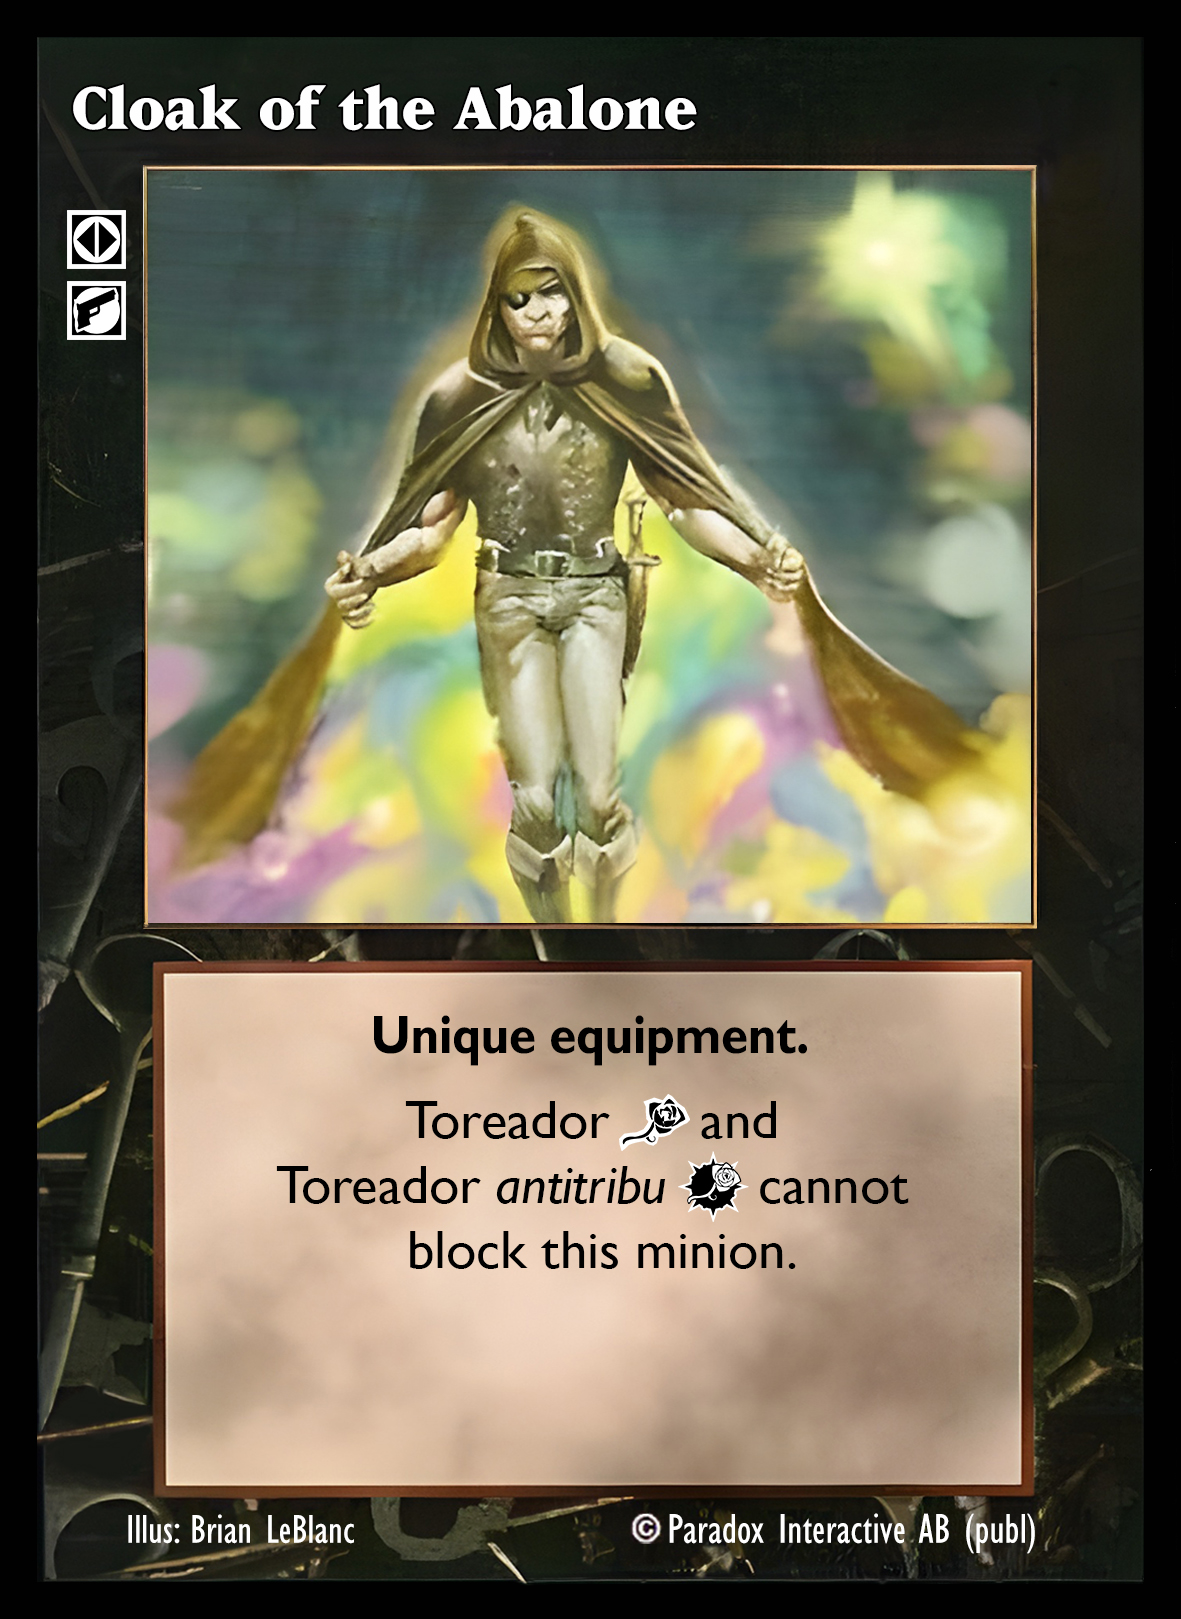 Cloak of the Abalone
Unique equipment.
Toreador and
Toreador antitribu cannot
block this minion.
Illus: Brian LeBlanc
© Paradox Interactive AB (publ)